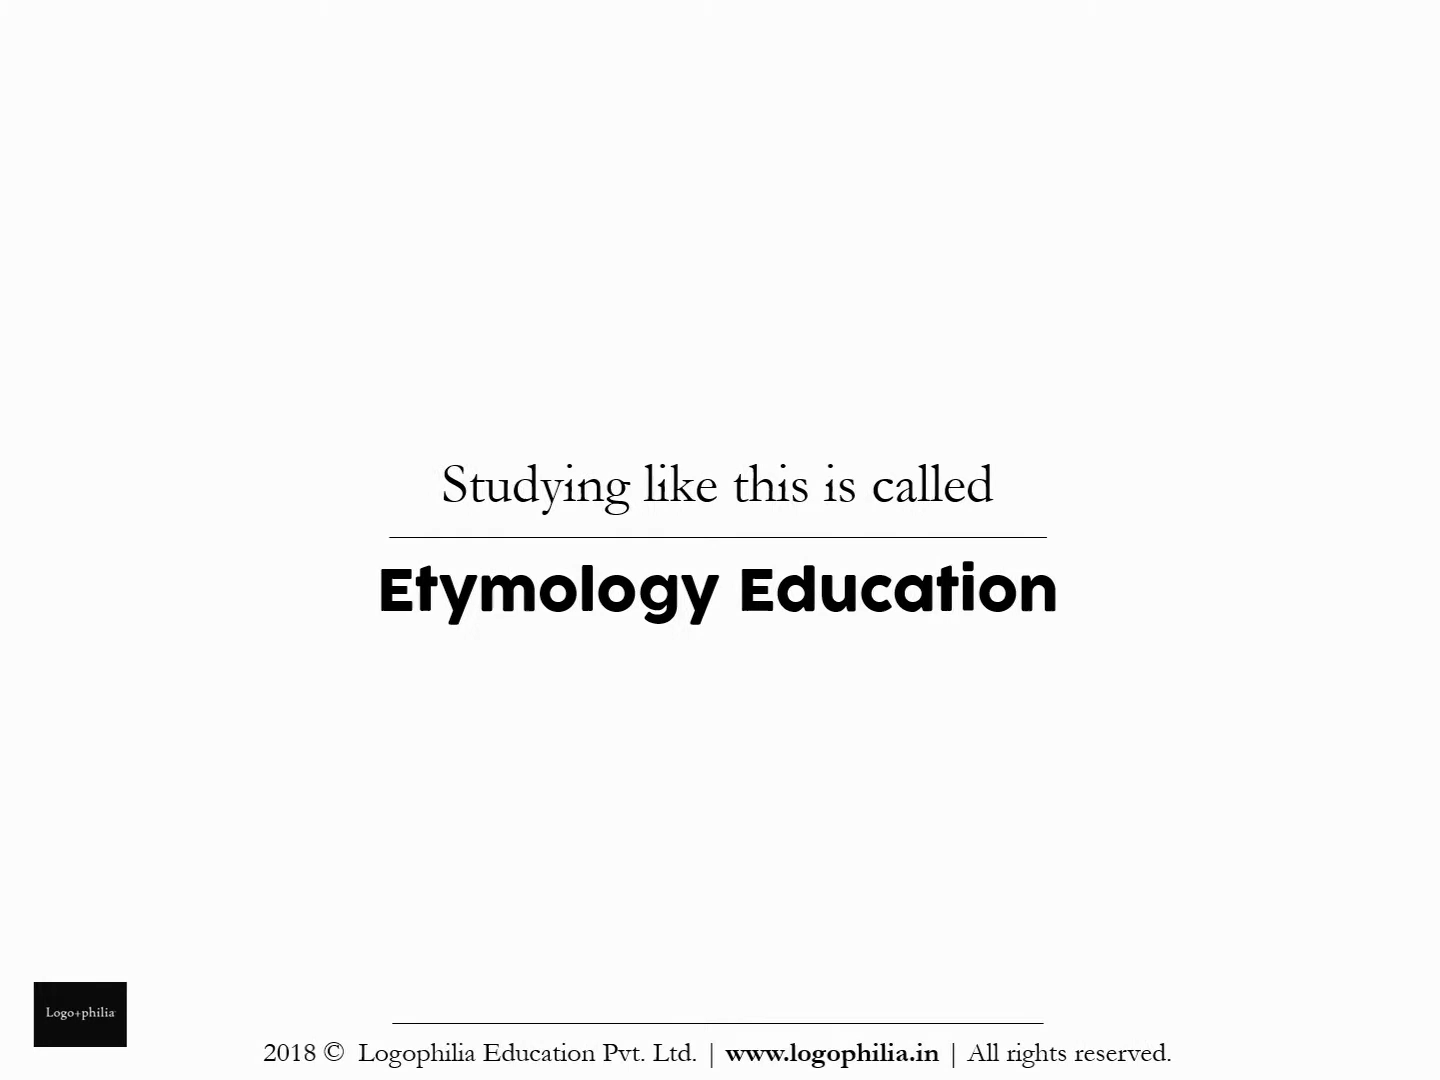 Studying like this is called
Etymology Education
Logo+philia
2018 © Logophilia Education Pvt. Ltd. | www.logophilia.in | All rights reserved.